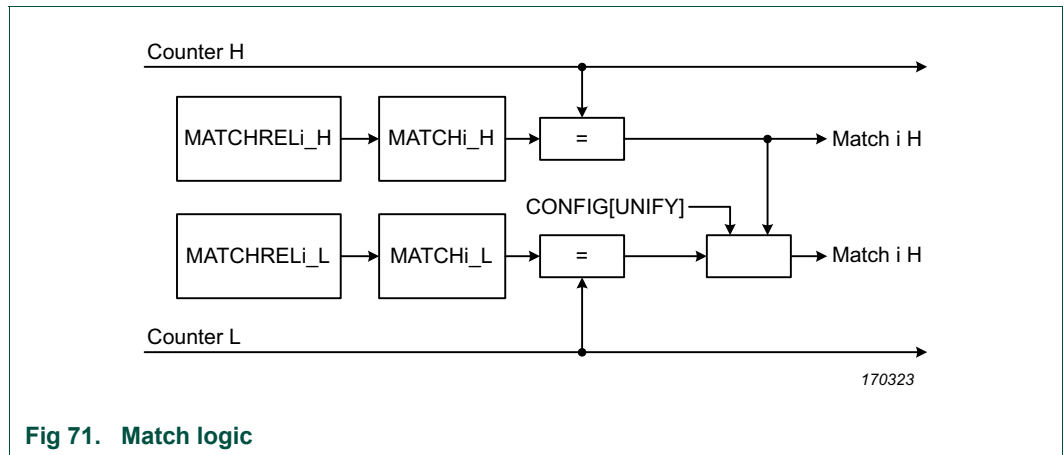 Counter H
MATCHRELi_H
MATCHi_H
=
Match i H
CONFIG[UNIFY]
MATCHRELi_L
MATCHi_L
=
Match i H
Counter L
170323
Fig 71. Match logic